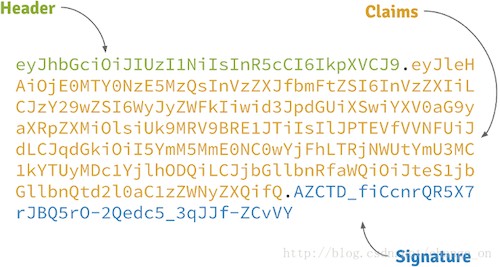 Header
Claims
eyJhbGciOiJIUzI1NiIsInR5cCI6IkpXVCJ9.eyJleH
AiOjE0MTY0NzE5MzQsInVzZXJfbmFtZSI6InVzZXIiL
CJzY29wZSI6WyJyZWFkIiwid3JpdGUiXSwiYXV0aG9y
aXRpZXMiOlsiUk9MRV9BRE1JTiIsIlJPTEVfVVNFUiJ
dLCJqdGkiOiI5YmM5MmE0NC0wYjFhLTRjNWUtYmU3MC
1kYTUyMDc1YjlhODQiLCJjbGllbnRfaWQiOiJteS1jb
GllbnQtd2l0aC1zZWNyZXQifQ.AZCTD_fiCcnrQR5X7
rJBQ5rO-2Qedc5_3qJJf-ZCvVY
Signature